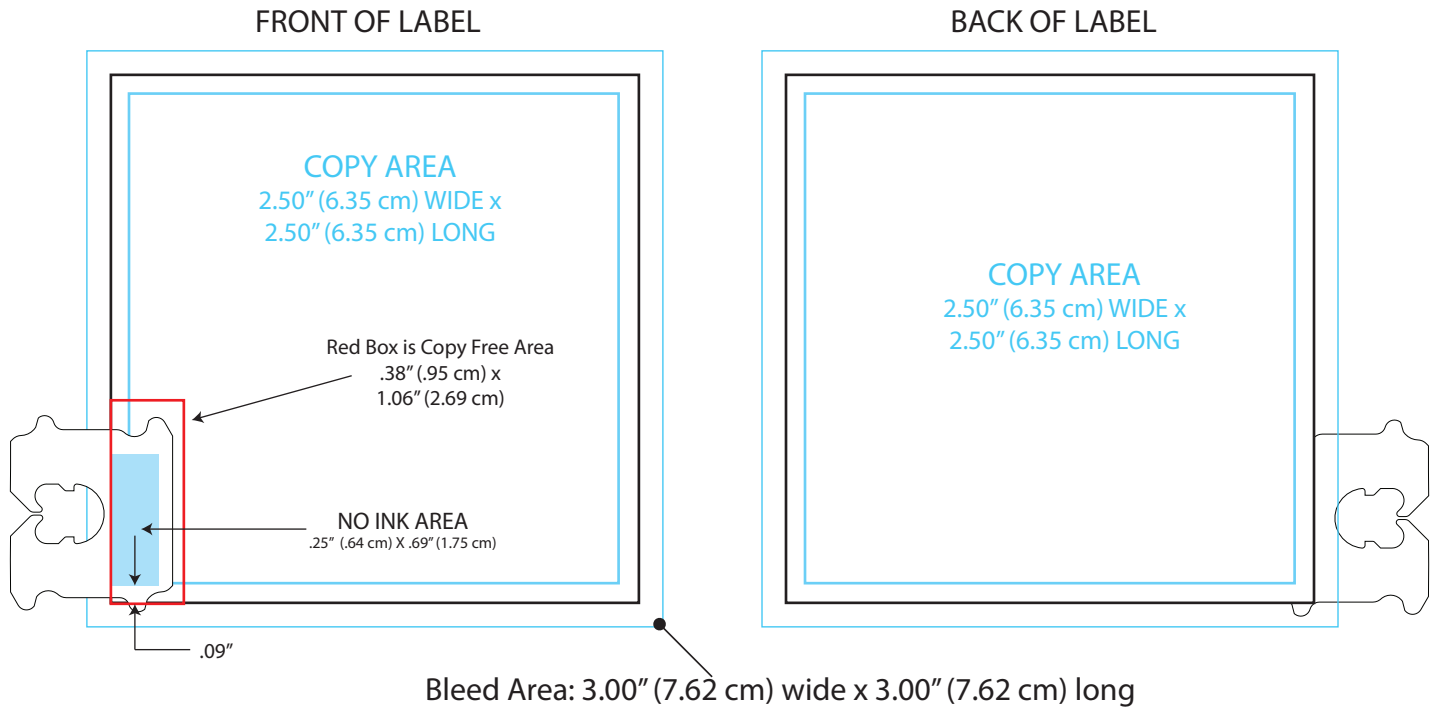 FRONT OF LABEL
COPY AREA
2.50" (6.35 cm) WIDE x
2.50" (6.35 cm) LONG
Red Box is Copy Free Area
.38" (.95 cm) x
1.06" (2.69 cm)
NO INK AREA
.25" (.64 cm) X .69" (1.75 cm)
.09"
BACK OF LABEL
COPY AREA
2.50" (6.35 cm) WIDE x
2.50" (6.35 cm) LONG
Bleed Area: 3.00" (7.62 cm) wide x 3.00" (7.62 cm) long